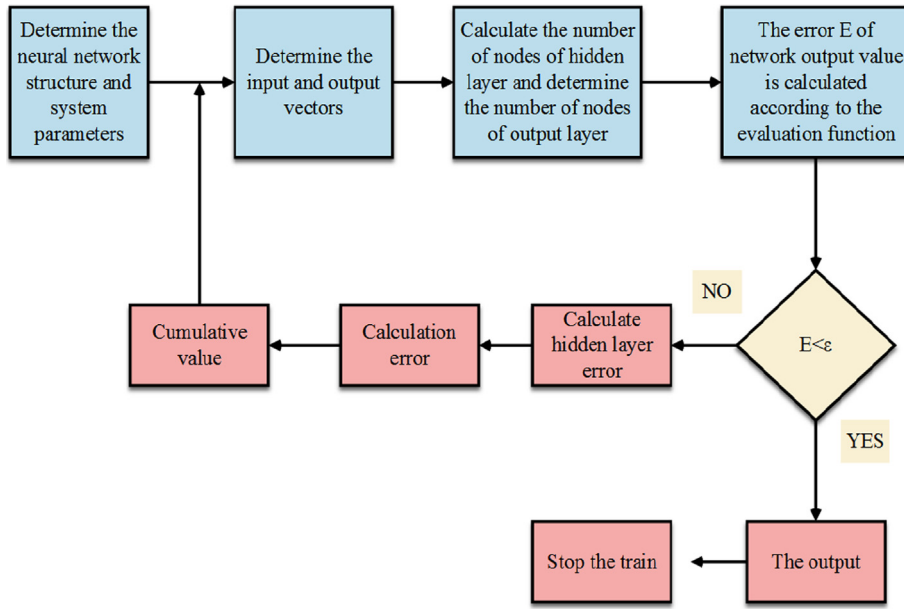 Determine the
neural network
structure and
system
parameters
Determine the
input and output
vectors
Calculate the number
of nodes of hidden
layer and determine
the number of nodes
of output layer
The error E of
network output value
is calculated
according to the
evaluation function
NO
E<ε
Calculate
hidden layer
error
Calculation
error
Cumulative
value
YES
The output
Stop the train